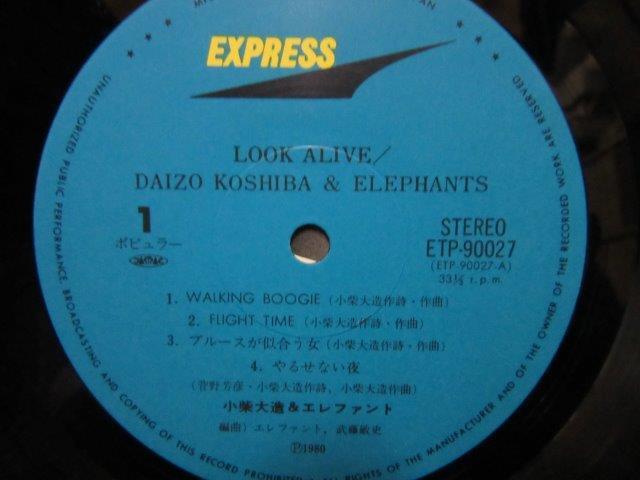 EXPRESS
LOOK ALIVE/
DAIZO KOSHIBA & ELEPHANTS
1
ポピュラー
JASRAC
STEREO
ETP-90027
(ETP-90027-A)
33⅓ r.p.m.
1. WALKING BOOGIE (小柴大造作詩・作曲)
2. FLIGHT TIME (小柴大造作詩・作曲)
3. ブルースが似合う女 (小柴大造作詩・作曲)
4. やるせない夜
(菅野芳彦・小柴大造作詩、小柴大造作曲)
小柴大造&エレファント
編曲) エレファント, 武藤敏史
Ⓟ1980
UNAUTHORIZED PUBLIC PERFORMANCE, BROADCASTING AND COPYING OF THIS RECORD PROHIBITED ALL RIGHTS OF THE MANUFACTURER AND OF THE OWNER OF THE RECORDED WORK ARE RESERVED